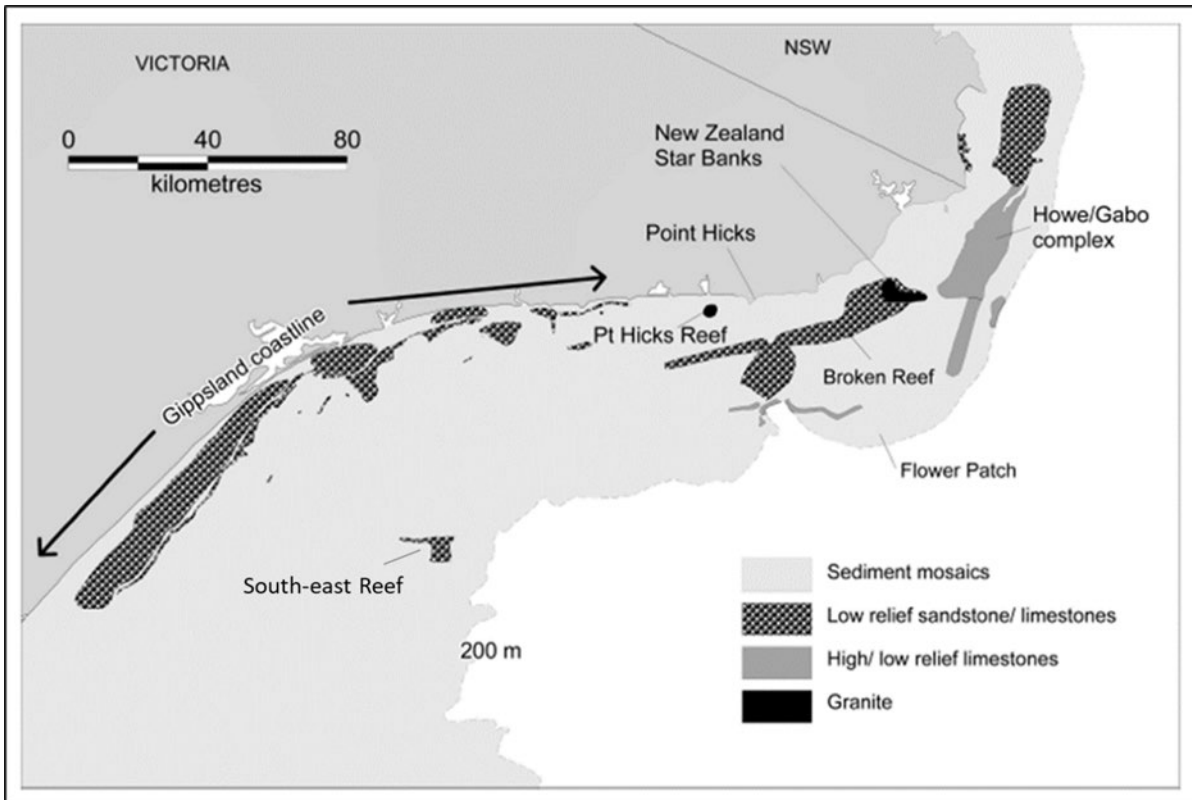 VICTORIA
NSW
0 40 80
kilometres
New Zealand
Star Banks
Howe/Gabo
complex
Point Hicks
Gippsland coastline
Pt Hicks Reef
Broken Reef
Flower Patch
South-east Reef
200 m
Sediment mosaics
Low relief sandstone/ limestones
High/ low relief limestones
Granite